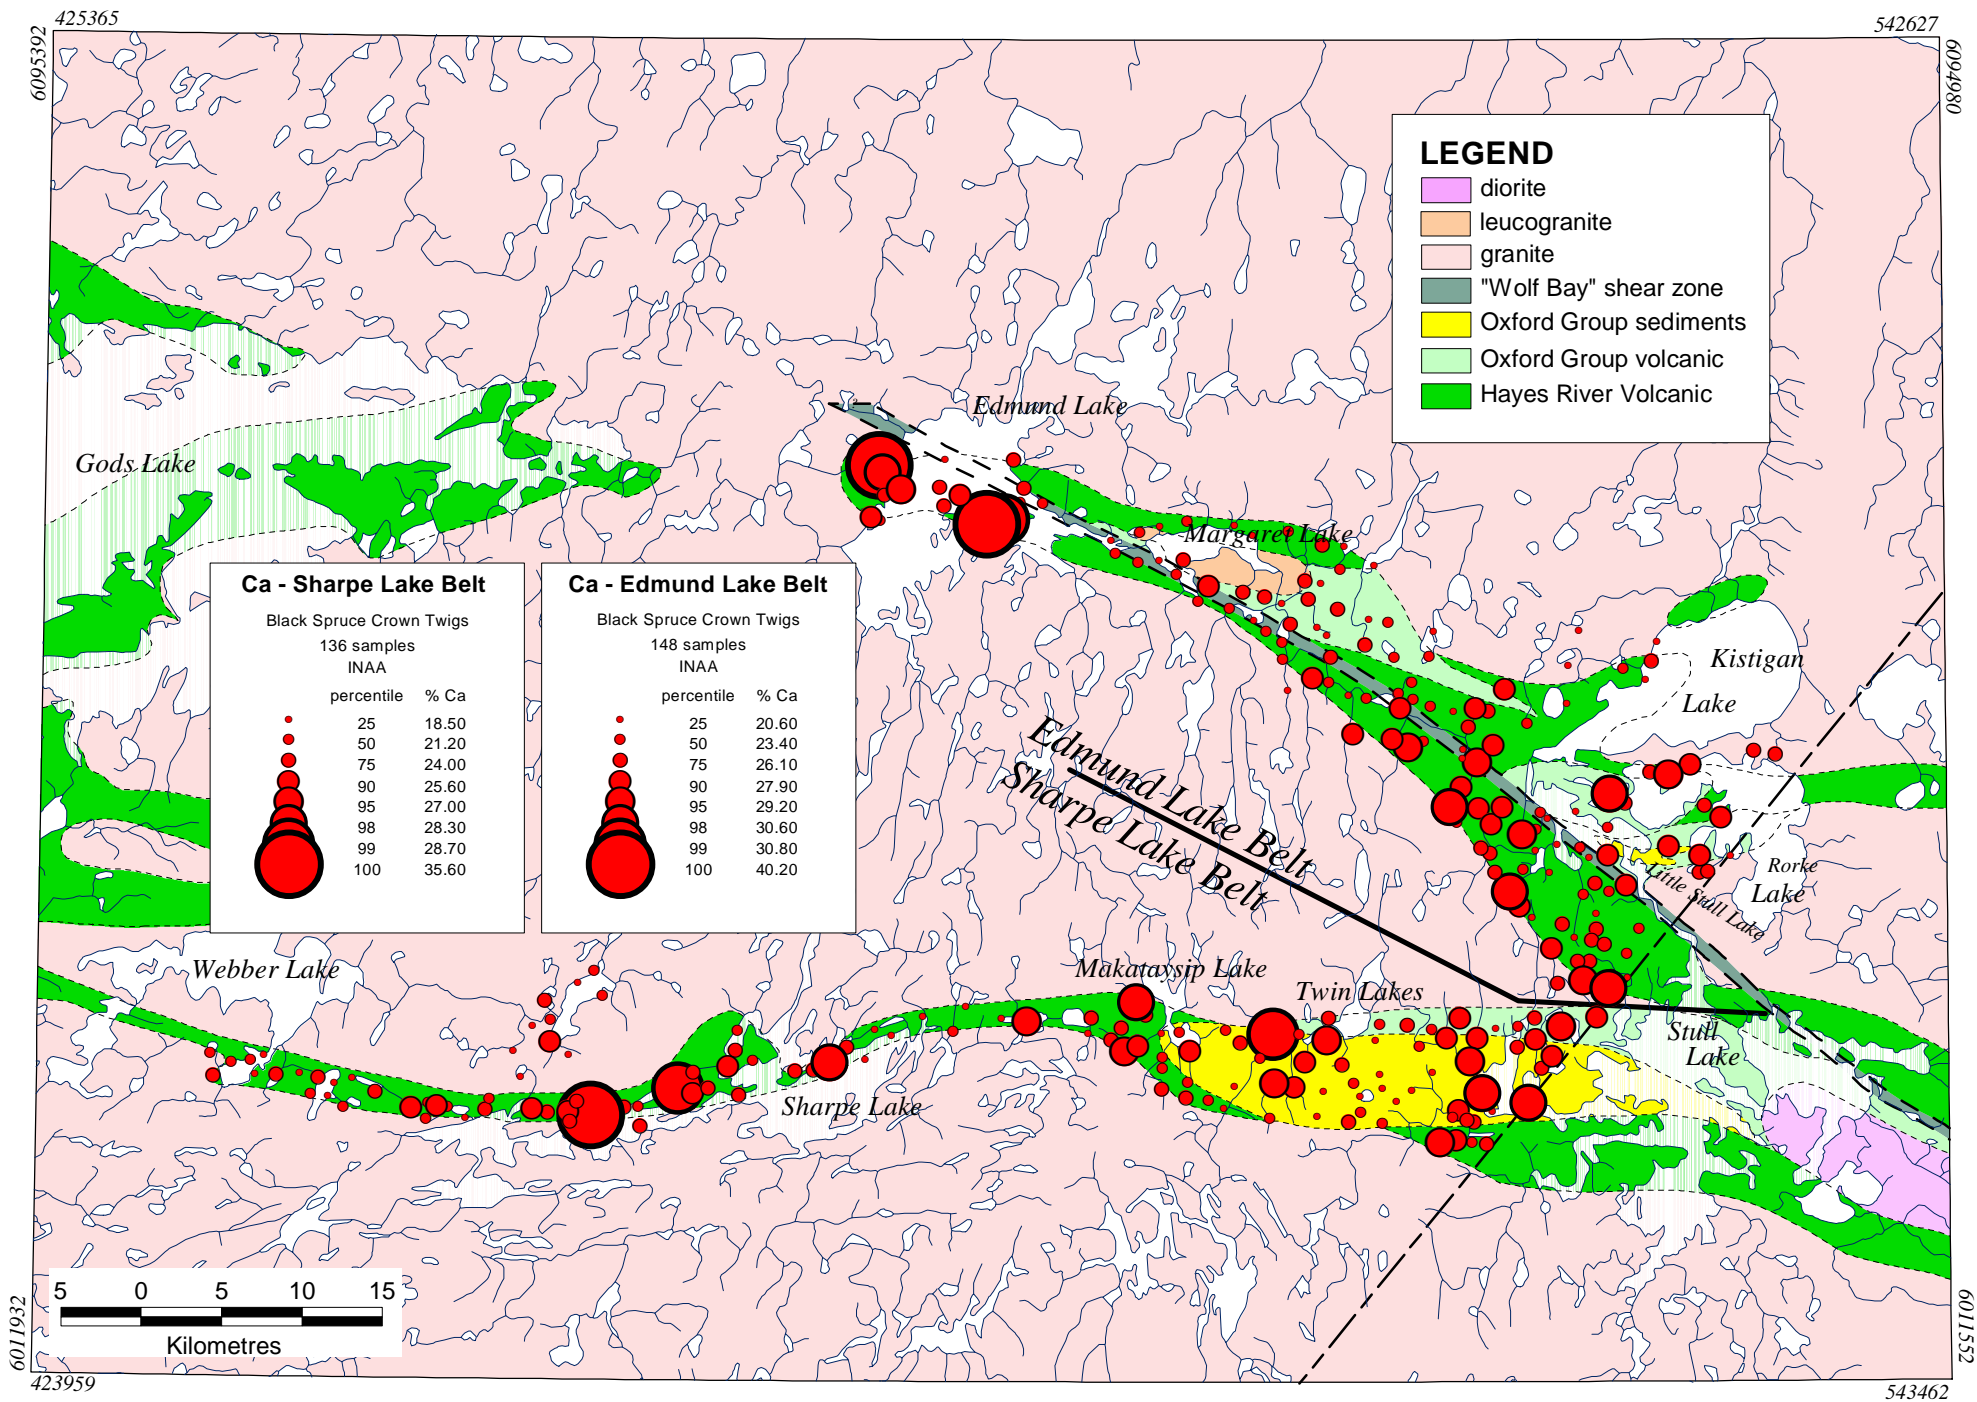 425365
542627
6095392
6094980
LEGEND
diorite
leucogranite
granite
"Wolf Bay" shear zone
Oxford Group sediments
Oxford Group volcanic
Hayes River Volcanic
Edmund Lake
Gods Lake
Margaret Lake
Kistigan
Lake
Ca - Sharpe Lake Belt
Black Spruce Crown Twigs
136 samples
INAA
percentile % Ca
25 18.50
50 21.20
75 24.00
90 25.60
95 27.00
98 28.30
99 28.70
100 35.60
Ca - Edmund Lake Belt
Black Spruce Crown Twigs
148 samples
INAA
percentile % Ca
25 20.60
50 23.40
75 26.10
90 27.90
95 29.20
98 30.60
99 30.80
100 40.20
Edmund Lake Belt
Sharpe Lake Belt
Rorke
Lake
Little Stull Lake
Webber Lake
Makataysip Lake
Twin Lakes
Stull
Lake
Sharpe Lake
5 0 5 10 15
Kilometres
6011932
423959
6011552
543462